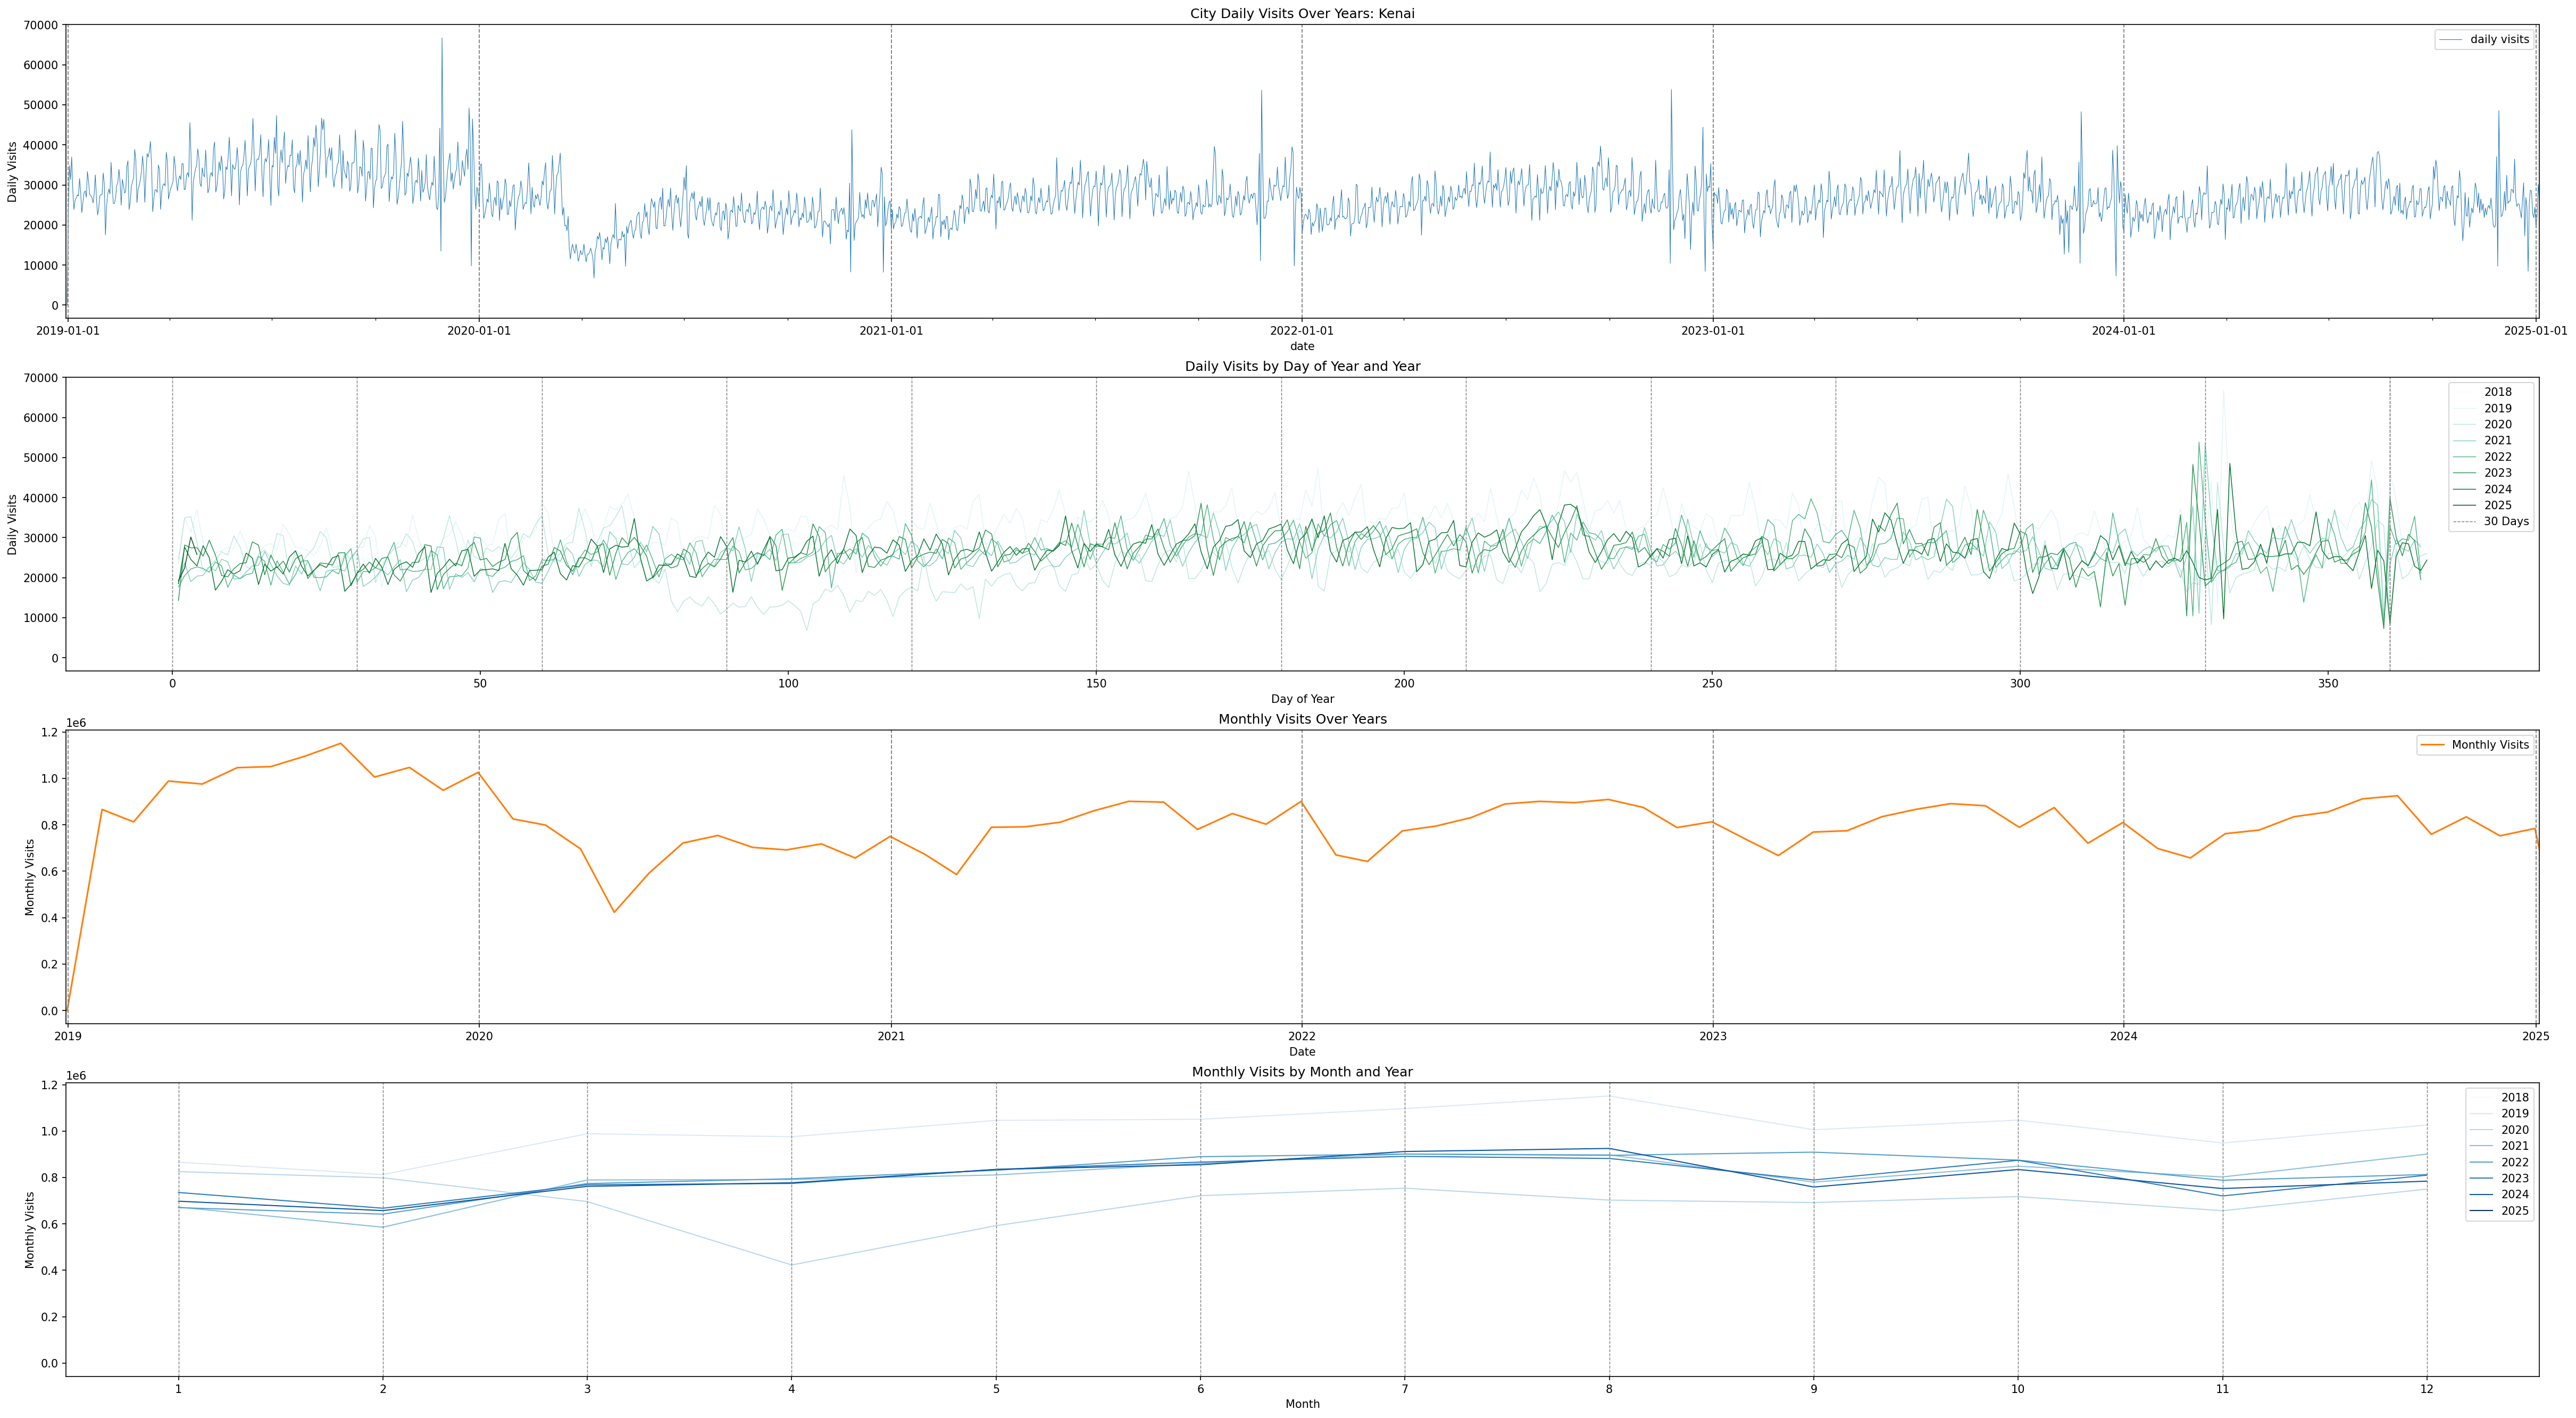 City Daily Visits Over Years: Kenai
70000
60000
50000
40000
30000
20000
10000
0
Daily Visits
daily visits
2019-01-01 2020-01-01 2021-01-01 2022-01-01 2023-01-01 2024-01-01 2025-01-01
date
Daily Visits by Day of Year and Year
70000
60000
50000
40000
30000
20000
10000
0
Daily Visits
2018
2019
2020
2021
2022
2023
2024
2025
30 Days
0 50 100 150 200 250 300 350
Day of Year
Monthly Visits Over Years
1e6
1.2
1.0
0.8
0.6
0.4
0.2
0.0
Monthly Visits
Monthly Visits
2019 2020 2021 2022 2023 2024 2025
Date
Monthly Visits by Month and Year
1e6
1.2
1.0
0.8
0.6
0.4
0.2
0.0
Monthly Visits
2018
2019
2020
2021
2022
2023
2024
2025
1 2 3 4 5 6 7 8 9 10 11 12
Month